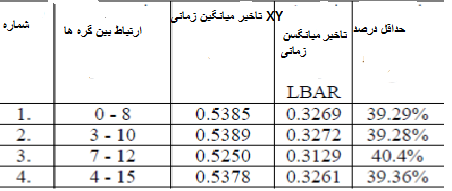 شماره ارتباط بین گره ها تاخیر میانگین زمانی XY تاخیر میانگسن زمانی LBAR حداقل درصد
1. 0 - 8 0.5385 0.3269 39.29%
2. 3 - 10 0.5389 0.3272 39.28%
3. 7 - 12 0.5250 0.3129 40.4%
4. 4 - 15 0.5378 0.3261 39.36%